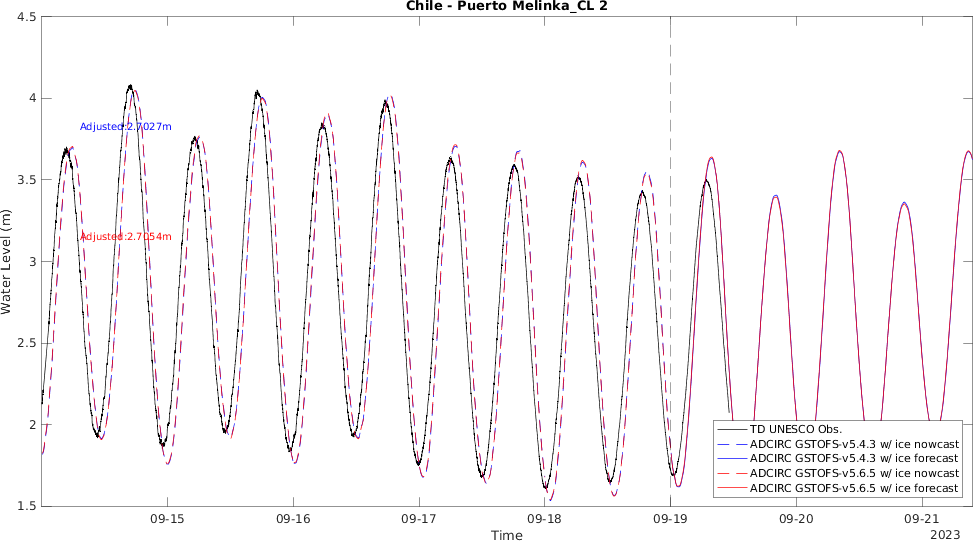 Chile - Puerto Melinka_CL 2
4.5
4
3.5
3
2.5
2
1.5
Water Level (m)
Adjusted:2.7027m
Adjusted:2.7054m
TD UNESCO Obs.
ADCIRC GSTOFS-v5.4.3 w/ ice nowcast
ADCIRC GSTOFS-v5.4.3 w/ ice forecast
ADCIRC GSTOFS-v5.6.5 w/ ice nowcast
ADCIRC GSTOFS-v5.6.5 w/ ice forecast
09-15 09-16 09-17 09-18 09-19 09-20 09-21
Time
2023